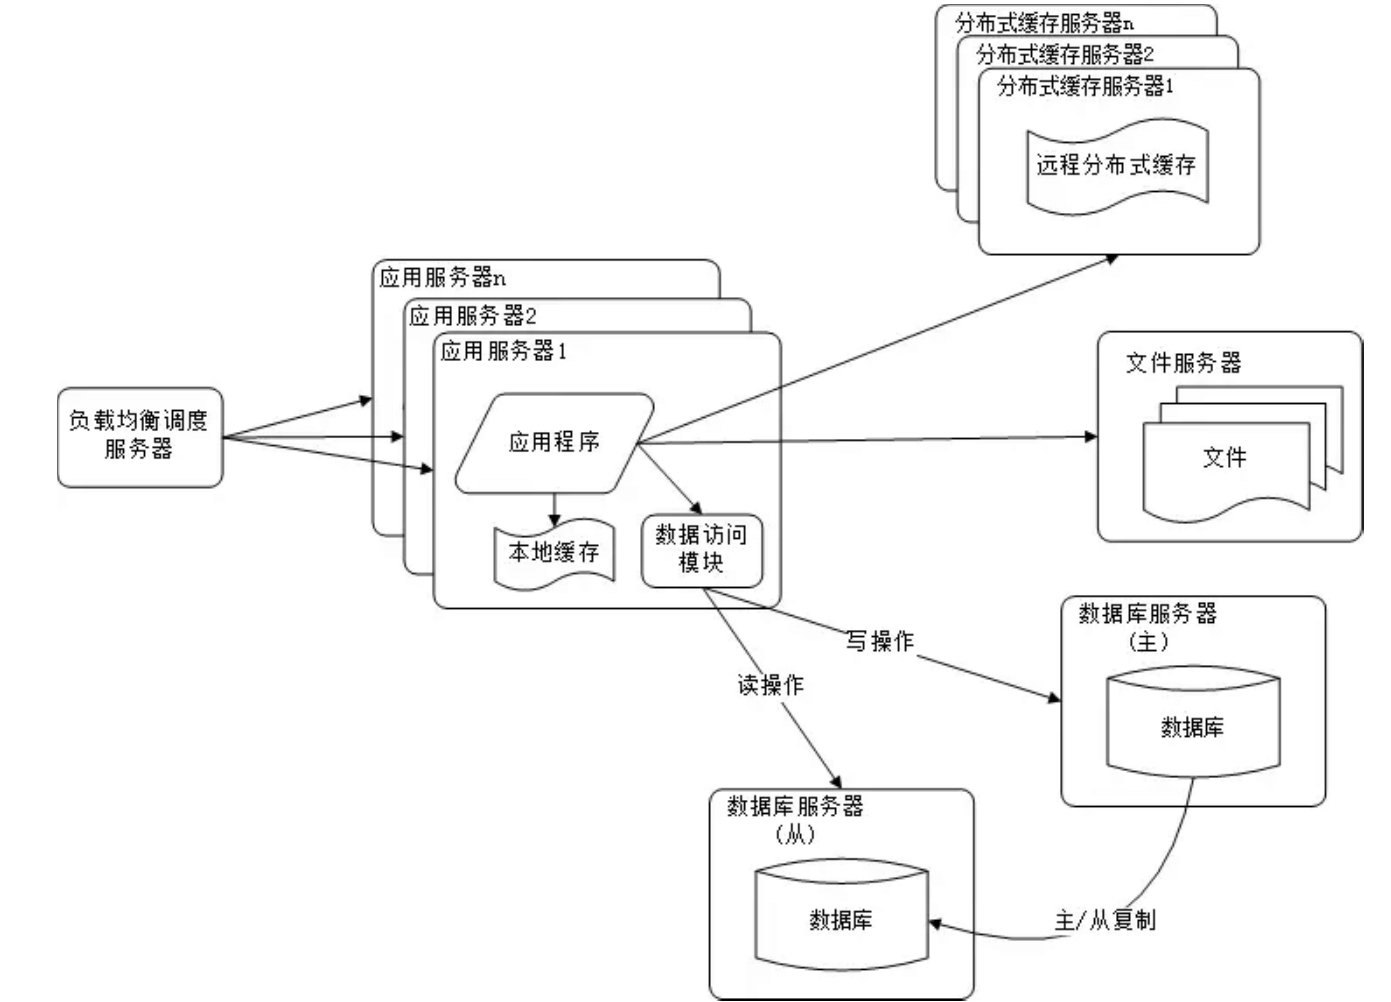 分布式缓存服务器n
分布式缓存服务器2
分布式缓存服务器1
远程分布式缓存
应用服务器n
应用服务器2
应用服务器1
负载均衡调度
服务器
应用程序
本地缓存
数据访问
模块
文件服务器
文件
写操作
读操作
数据库服务器
(主)
数据库
数据库服务器
(从)
数据库
主/从复制